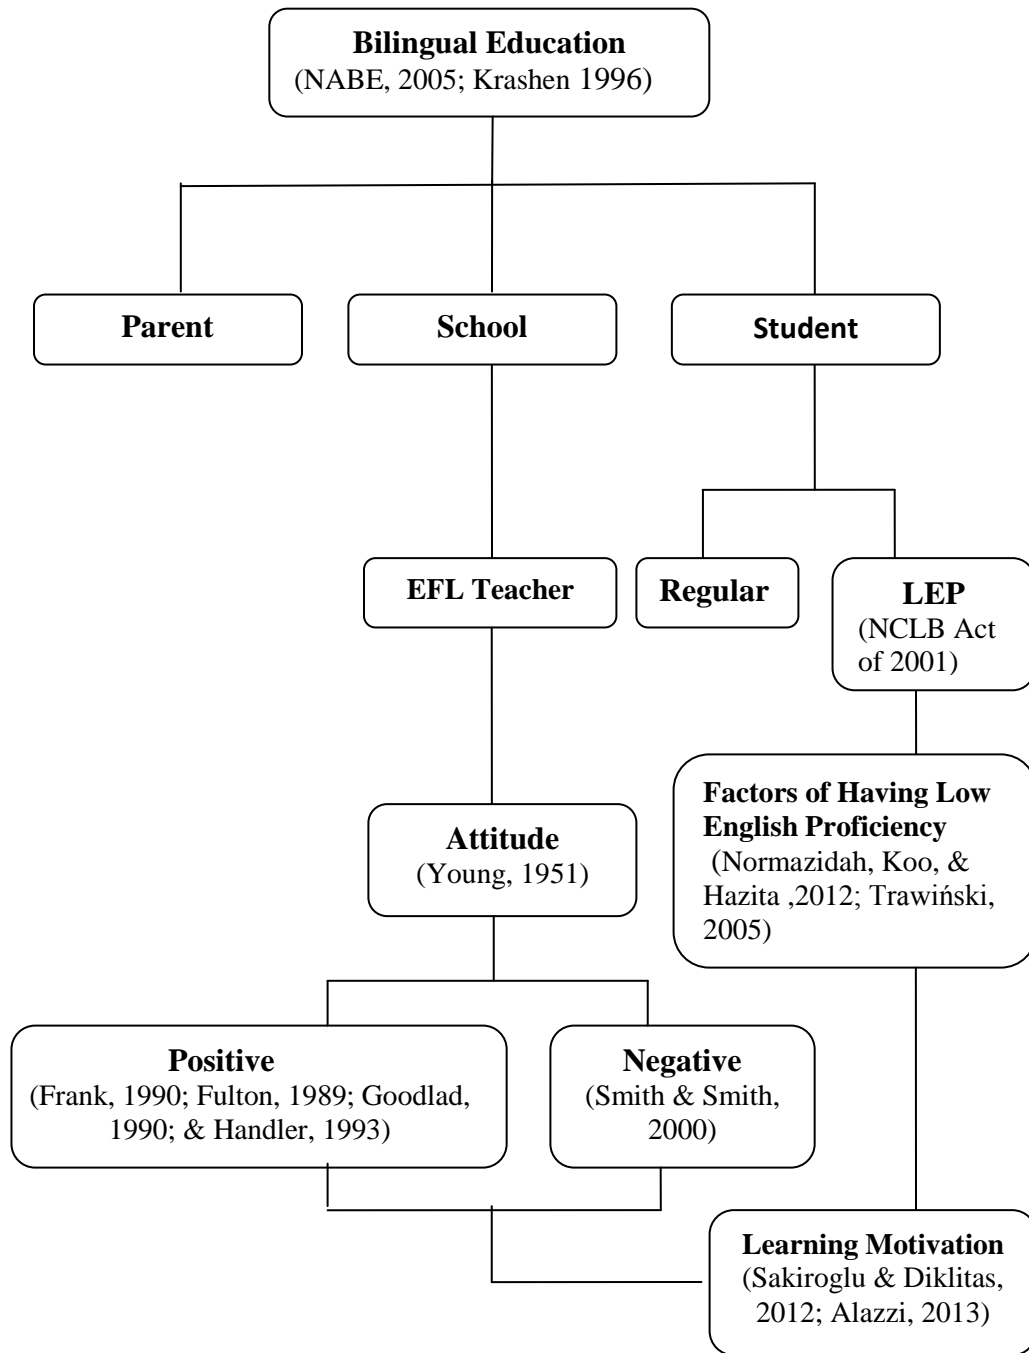 Bilingual Education
(NABE, 2005; Krashen 1996)
Parent
School
Student
EFL Teacher
Regular
LEP
(NCLB Act
of 2001)
Factors of Having Low
English Proficiency
(Normazidah, Koo, &
Hazita ,2012; Trawiński,
2005)
Attitude
(Young, 1951)
Positive
(Frank, 1990; Fulton, 1989; Goodlad,
1990; & Handler, 1993)
Negative
(Smith & Smith,
2000)
Learning Motivation
(Sakiroglu & Diklitas,
2012; Alazzi, 2013)